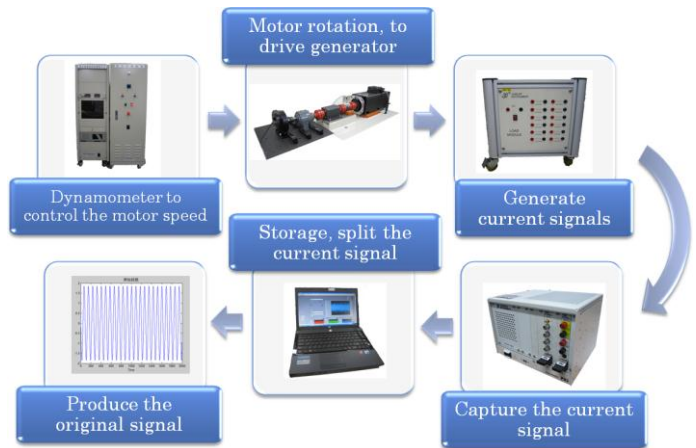 Motor rotation, to
drive generator
Dynamometer to
control the motor speed
Generate
current signals
Storage, split the
current signal
Produce the
original signal
Capture the current
signal